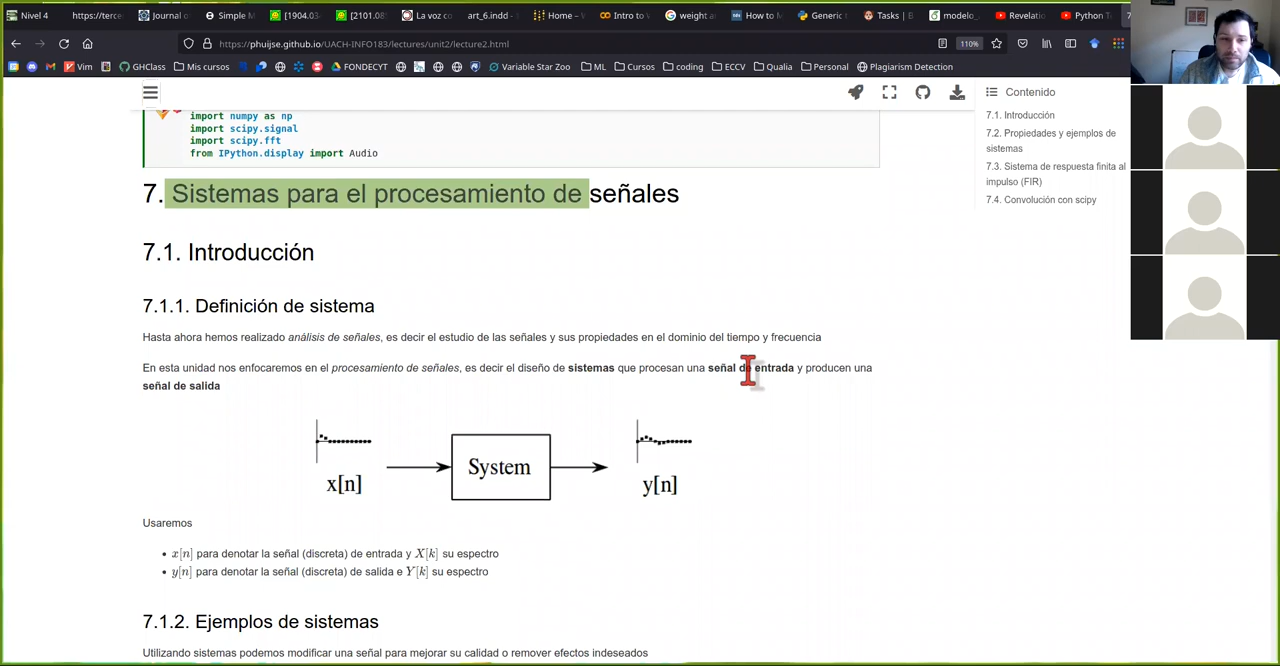 Nivel 4
https://terce
Journal o
Simple M
[1904.03
[2101.08
La voz co
art_6.indd -
Home –
Intro to
weight a
How to M
Generic
Tasks | B
modelo_
Revelatio
Python T
https://phuijse.github.io/UACH-INFO183/lectures/unit2/lecture2.html
110%
GHClass
Mis cursos
FONDECYT
Variable Star Zoo
ML
Cursos
coding
ECCV
Qualia
Personal
Plagiarism Detection
import numpy as np
import scipy.signal
import scipy.fft
from IPython.display import Audio
Contenido
7.1. Introducción
7.2. Propiedades y ejemplos de
sistemas
7.3. Sistema de respuesta finita al
impulso (FIR)
7.4. Convolución con scipy
7. Sistemas para el procesamiento de señales
7.1. Introducción
7.1.1. Definición de sistema
Hasta ahora hemos realizado análisis de señales, es decir el estudio de las señales y sus propiedades en el dominio del tiempo y frecuencia
En esta unidad nos enfocaremos en el procesamiento de señales, es decir el diseño de sistemas que procesan una señal de entrada y producen una
señal de salida
System
x[n]
y[n]
Usaremos
• x[n] para denotar la señal (discreta) de entrada y X[k] su espectro
• y[n] para denotar la señal (discreta) de salida e Y[k] su espectro
7.1.2. Ejemplos de sistemas
Utilizando sistemas podemos modificar una señal para mejorar su calidad o remover efectos indeseados